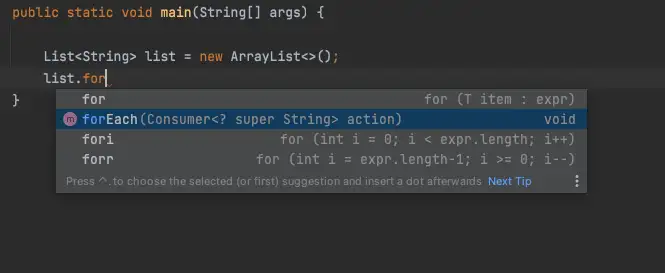 public static void main(String[] args) {
List<String> list = new ArrayList<>();
list.for
}
for for (T item : expr)
m forEach(Consumer<? super String> action) void
fori for (int i = 0; i < expr.length; i++)
forr for (int i = expr.length-1; i >= 0; i--)
Press ^. to choose the selected (or first) suggestion and insert a dot afterwards Next Tip